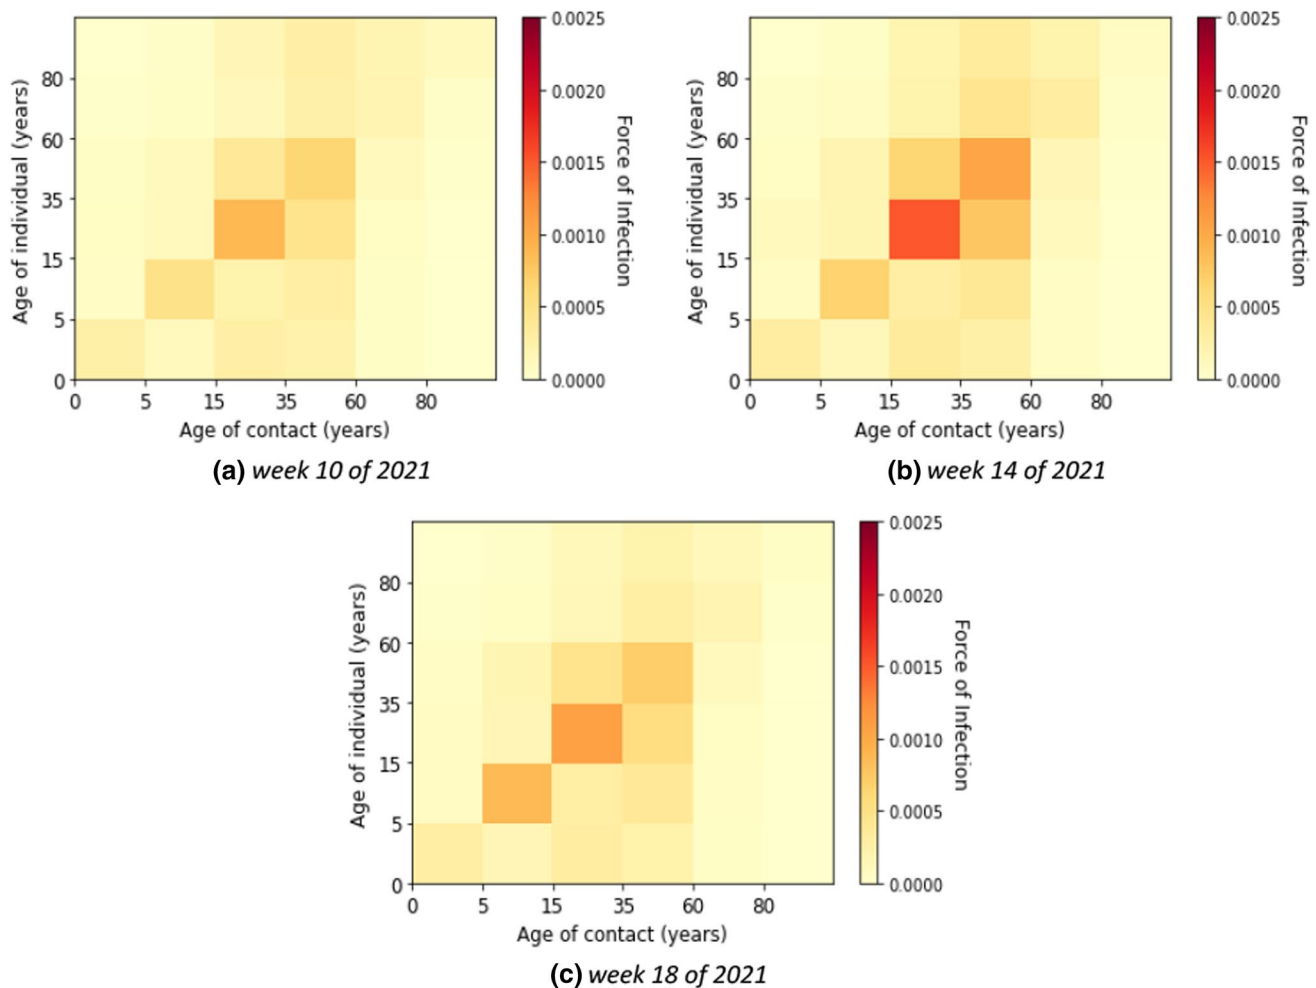 0.0025
0.0020
0.0015
0.0010
0.0005
0.0000
Force of Infection
Age of individual (years)
80
60
35
15
5
0
0 5 15 35 60 80
Age of contact (years)
(a) week 10 of 2021
0.0025
0.0020
0.0015
0.0010
0.0005
0.0000
Force of Infection
Age of individual (years)
80
60
35
15
5
0
0 5 15 35 60 80
Age of contact (years)
(b) week 14 of 2021
0.0025
0.0020
0.0015
0.0010
0.0005
0.0000
Force of Infection
Age of individual (years)
80
60
35
15
5
0
0 5 15 35 60 80
Age of contact (years)
(c) week 18 of 2021